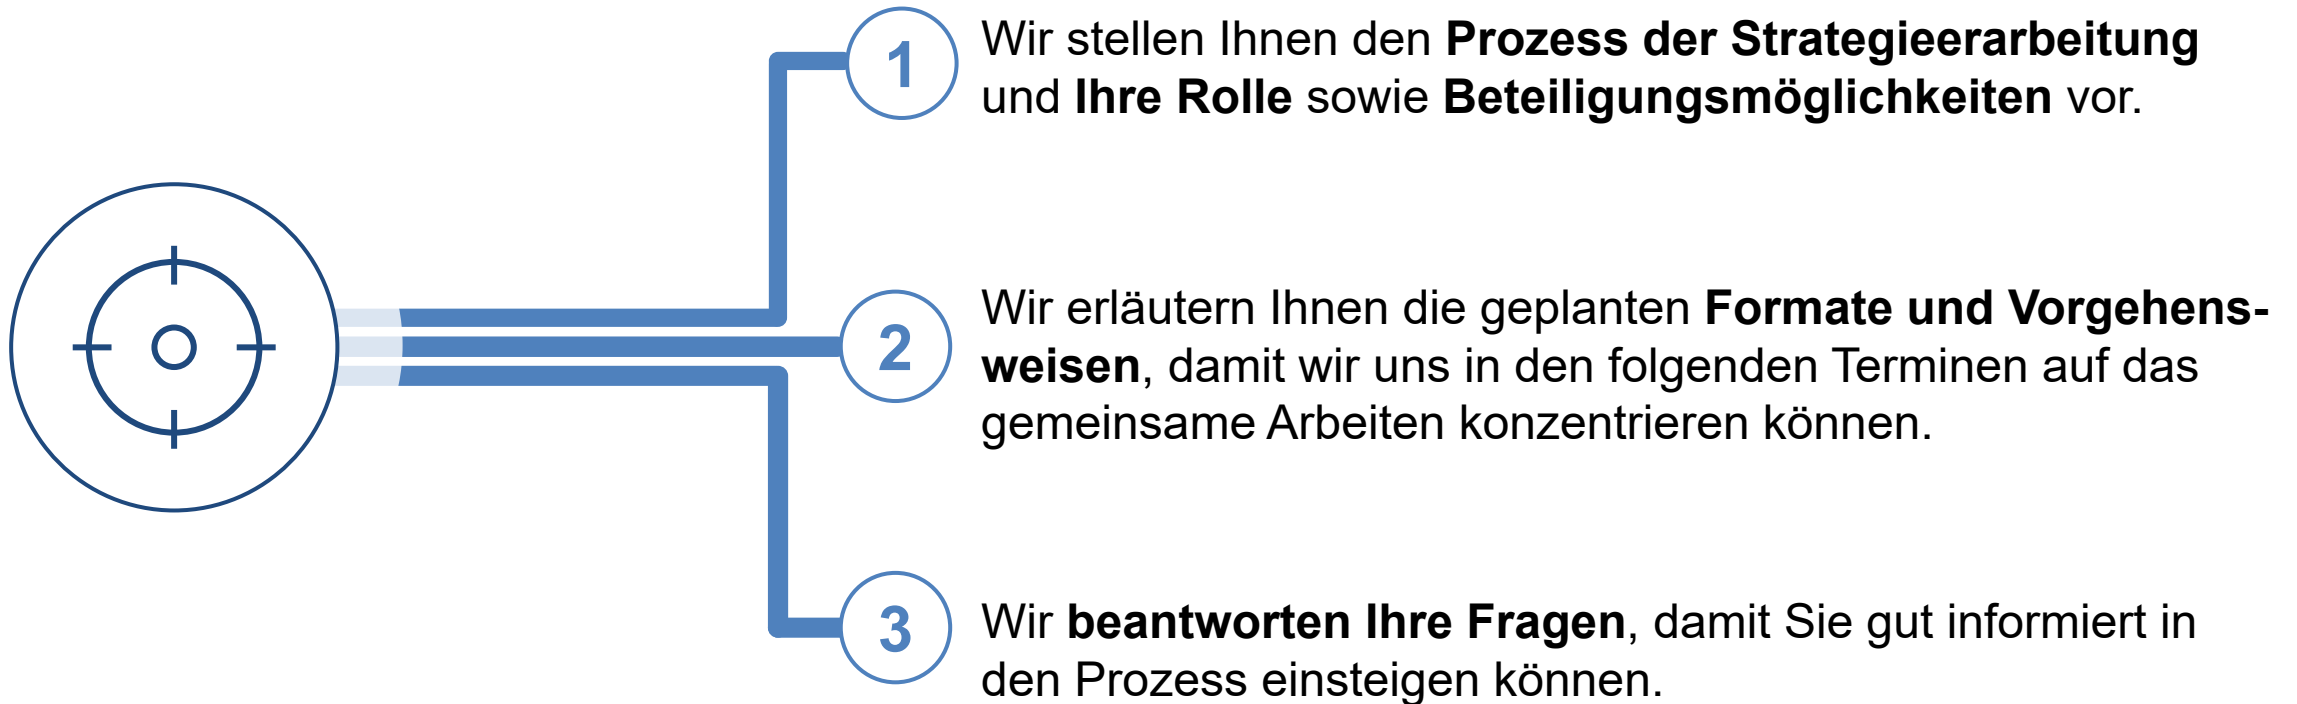 1
Wir stellen Ihnen den Prozess der Strategieerarbeitung
und Ihre Rolle sowie Beteiligungsmöglichkeiten vor.
2
Wir erläutern Ihnen die geplanten Formate und Vorgehens-
weisen, damit wir uns in den folgenden Terminen auf das
gemeinsame Arbeiten konzentrieren können.
3
Wir beantworten Ihre Fragen, damit Sie gut informiert in
den Prozess einsteigen können.